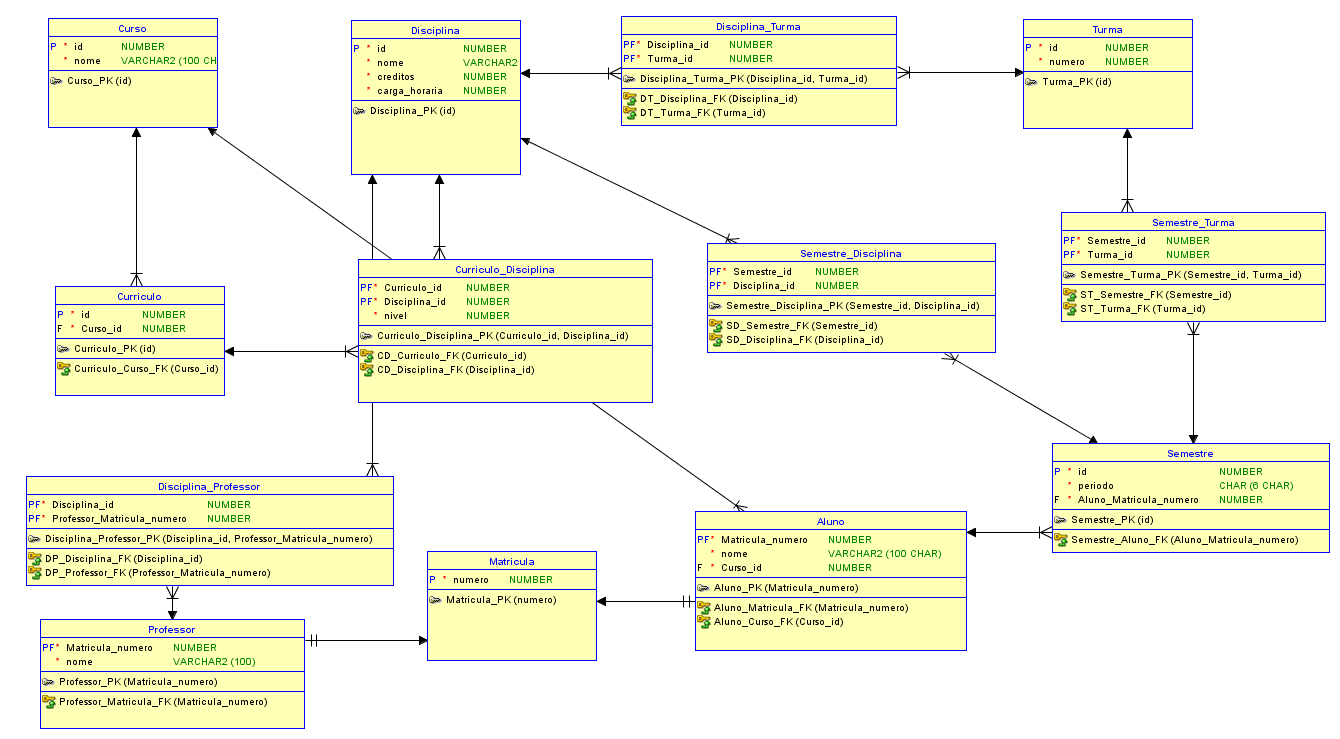 Curso
P * id NUMBER
* nome VARCHAR2 (100 CH
Curso_PK (id)
Disciplina
P * id NUMBER
* nome VARCHAR2
* creditos NUMBER
* carga_horaria NUMBER
Disciplina_PK (id)
Disciplina_Turma
PF* Disciplina_id NUMBER
PF* Turma_id NUMBER
Disciplina_Turma_PK (Disciplina_id, Turma_id)
DT_Disciplina_FK (Disciplina_id)
DT_Turma_FK (Turma_id)
Turma
P * id NUMBER
* numero NUMBER
Turma_PK (id)
Semestre_Turma
PF* Semestre_id NUMBER
PF* Turma_id NUMBER
Semestre_Turma_PK (Semestre_id, Turma_id)
ST_Semestre_FK (Semestre_id)
ST_Turma_FK (Turma_id)
Semestre_Disciplina
PF* Semestre_id NUMBER
PF* Disciplina_id NUMBER
Semestre_Disciplina_PK (Semestre_id, Disciplina_id)
SD_Semestre_FK (Semestre_id)
SD_Disciplina_FK (Disciplina_id)
Curriculo_Disciplina
PF* Curriculo_id NUMBER
PF* Disciplina_id NUMBER
* nivel NUMBER
Curriculo_Disciplina_PK (Curriculo_id, Disciplina_id)
CD_Curriculo_FK (Curriculo_id)
CD_Disciplina_FK (Disciplina_id)
Curriculo
P * id NUMBER
F * Curso_id NUMBER
Curriculo_PK (id)
Curriculo_Curso_FK (Curso_id)
Semestre
P * id NUMBER
* periodo CHAR (6 CHAR)
F * Aluno_Matricula_numero NUMBER
Semestre_PK (id)
Semestre_Aluno_FK (Aluno_Matricula_numero)
Disciplina_Professor
PF* Disciplina_id NUMBER
PF* Professor_Matricula_numero NUMBER
Disciplina_Professor_PK (Disciplina_id, Professor_Matricula_numero)
DP_Disciplina_FK (Disciplina_id)
DP_Professor_FK (Professor_Matricula_numero)
Aluno
PF* Matricula_numero NUMBER
* nome VARCHAR2 (100 CHAR)
F * Curso_id NUMBER
Aluno_PK (Matricula_numero)
Aluno_Matricula_FK (Matricula_numero)
Aluno_Curso_FK (Curso_id)
Matricula
P * numero NUMBER
Matricula_PK (numero)
Professor
PF* Matricula_numero NUMBER
* nome VARCHAR2 (100)
Professor_PK (Matricula_numero)
Professor_Matricula_FK (Matricula_numero)